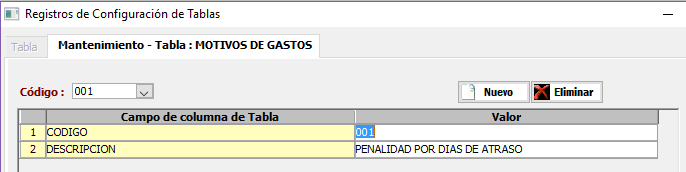 Registros de Configuración de Tablas
Tabla
Mantenimiento - Tabla : MOTIVOS DE GASTOS
Código : 001
Nuevo
Eliminar
Campo de columna de Tabla Valor
1 CODIGO 001
2 DESCRIPCION PENALIDAD POR DIAS DE ATRASO